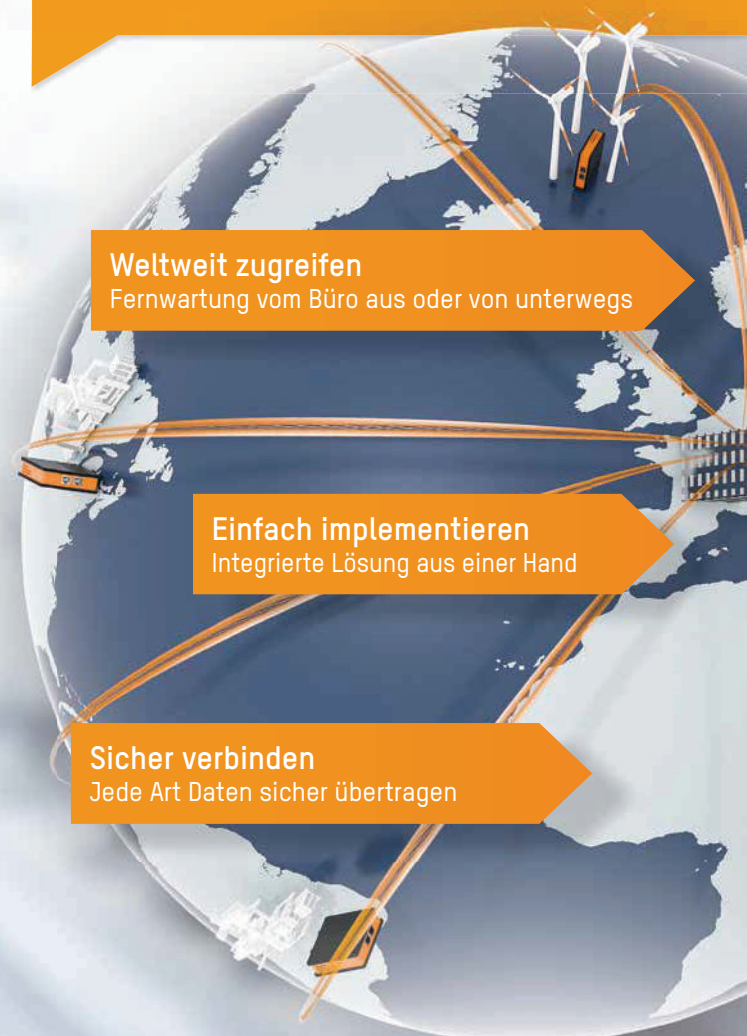 Weltweit zugreifen
Fernwartung vom Büro aus oder von unterwegs
Einfach implementieren
Integrierte Lösung aus einer Hand
Sicher verbinden
Jede Art Daten sicher übertragen